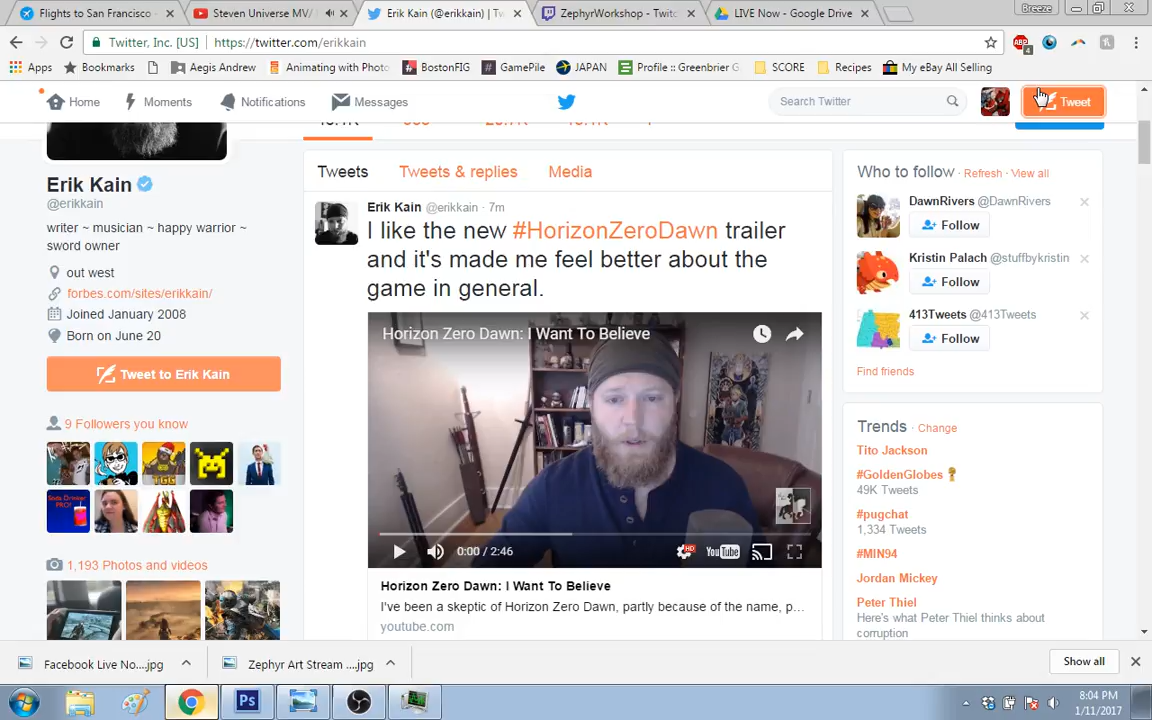 Flights to San Francisco
Steven Universe MV/
Erik Kain (@erikkain) | Tw
ZephyrWorkshop - Twitc
LIVE Now - Google Drive
Breeze
Twitter, Inc. [US]
https://twitter.com/erikkain
4
Apps
Bookmarks
Aegis Andrew
Animating with Photo
BostonFIG
GamePile
JAPAN
Profile :: Greenbrier G
SCORE
Recipes
My eBay All Selling
Home
Moments
Notifications
Messages
Search Twitter
Tweet
Erik Kain
@erikkain
writer ~ musician ~ happy warrior ~
sword owner
out west
forbes.com/sites/erikkain/
Joined January 2008
Born on June 20
Tweet to Erik Kain
9 Followers you know
1,193 Photos and videos
Tweets
Tweets & replies
Media
Erik Kain @erikkain · 7m
I like the new #HorizonZeroDawn trailer
and it's made me feel better about the
game in general.
Horizon Zero Dawn: I Want To Believe
0:00 / 2:46
HD
YouTube
Horizon Zero Dawn: I Want To Believe
I've been a skeptic of Horizon Zero Dawn, partly because of the name, p...
youtube.com
Who to follow · Refresh · View all
DawnRivers @DawnRivers
Follow
Kristin Palach @stuffbykristin
Follow
413Tweets @413Tweets
Follow
Find friends
Trends · Change
Tito Jackson
#GoldenGlobes
49K Tweets
#pugchat
1,334 Tweets
#MIN94
Jordan Mickey
Peter Thiel
Here's what Peter Thiel thinks about
corruption
Facebook Live No....jpg
Zephyr Art Stream ....jpg
Show all
Ps
8:04 PM
1/11/2017